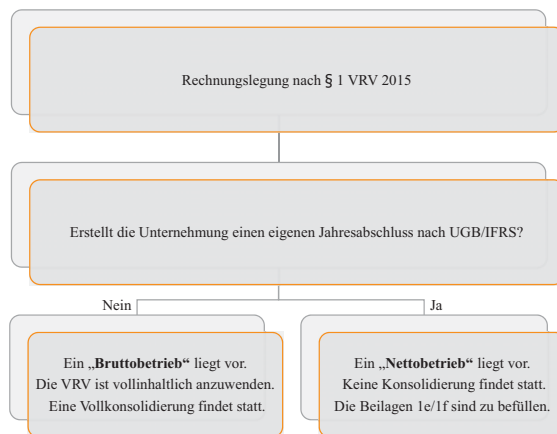 Rechnungslegung nach § 1 VRV 2015
Erstellt die Unternehmung einen eigenen Jahresabschluss nach UGB/IFRS?
Nein
Ja
Ein „Bruttobetrieb“ liegt vor.
Die VRV ist vollinhaltlich anzuwenden.
Eine Vollkonsolidierung findet statt.
Ein „Nettobetrieb“ liegt vor.
Keine Konsolidierung findet statt.
Die Beilagen 1e/1f sind zu befüllen.